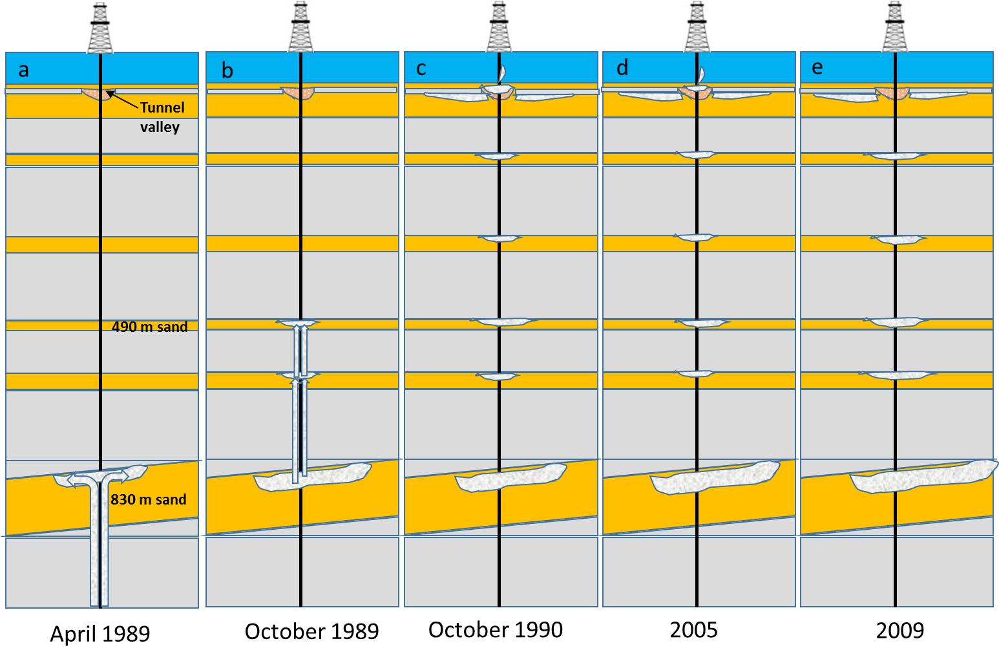 a
b
c
d
e
Tunnel
valley
490 m sand
830 m sand
April 1989
October 1989
October 1990
2005
2009